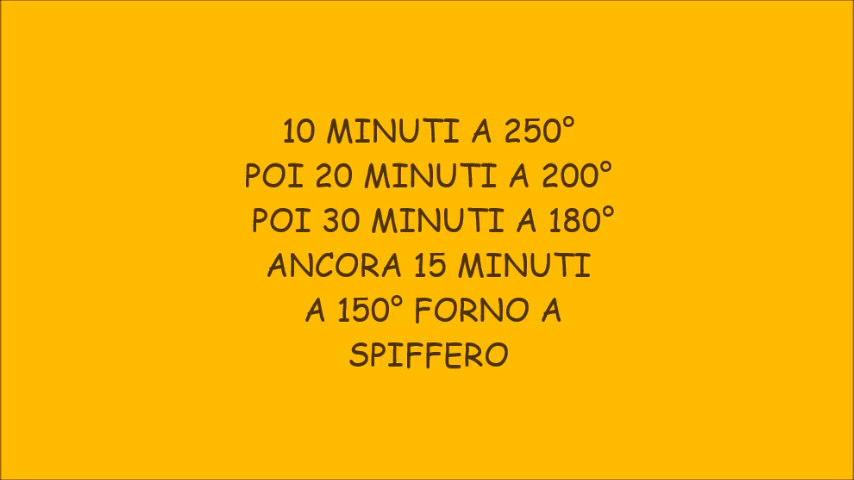 10 MINUTI A 250°
POI 20 MINUTI A 200°
POI 30 MINUTI A 180°
ANCORA 15 MINUTI
A 150° FORNO A
SPIFFERO